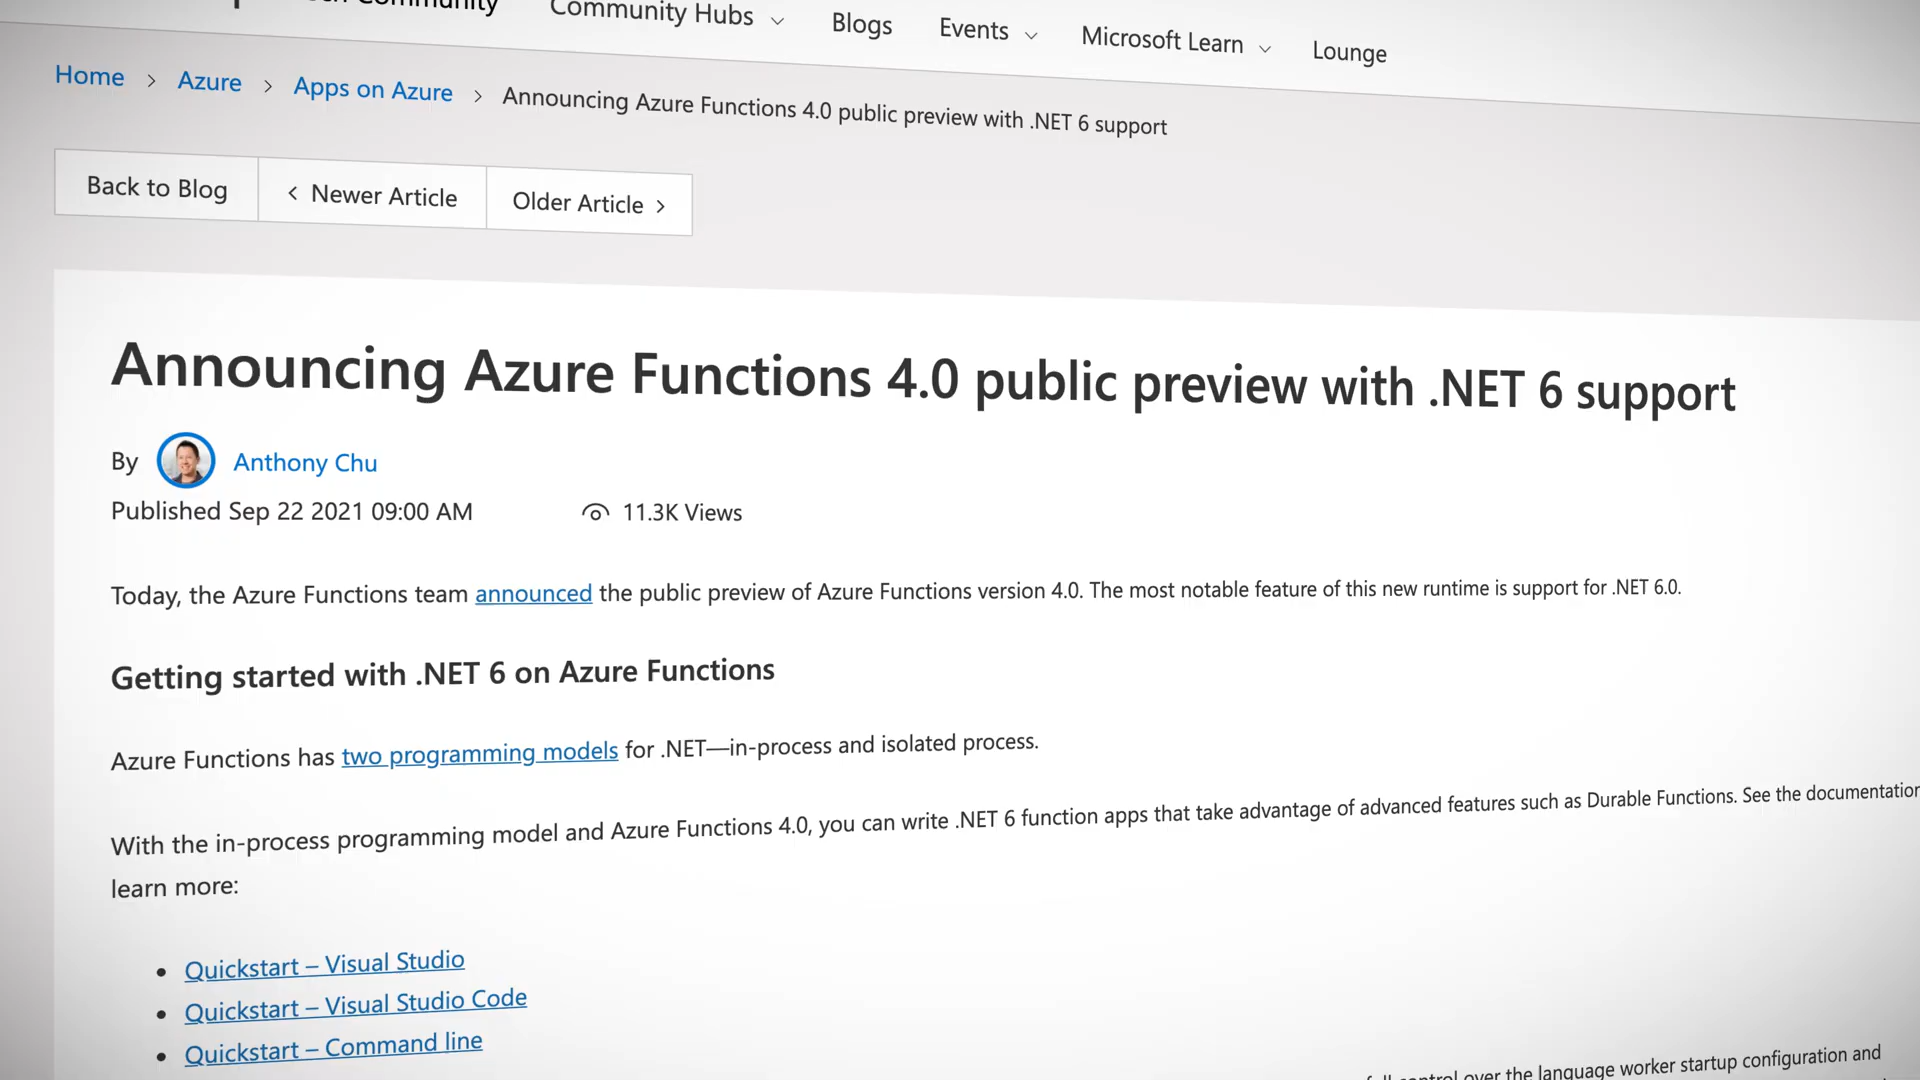 Community
Community Hubs
Blogs
Events
Microsoft Learn
Lounge
Home > Azure > Apps on Azure > Announcing Azure Functions 4.0 public preview with .NET 6 support
Back to Blog
< Newer Article
Older Article >
Announcing Azure Functions 4.0 public preview with .NET 6 support
By Anthony Chu
Published Sep 22 2021 09:00 AM
11.3K Views
Today, the Azure Functions team announced the public preview of Azure Functions version 4.0. The most notable feature of this new runtime is support for .NET 6.0.
Getting started with .NET 6 on Azure Functions
Azure Functions has two programming models for .NET—in-process and isolated process.
With the in-process programming model and Azure Functions 4.0, you can write .NET 6 function apps that take advantage of advanced features such as Durable Functions. See the documentation
learn more:
• Quickstart – Visual Studio
• Quickstart – Visual Studio Code
• Quickstart – Command line
control over the language worker startup configuration and